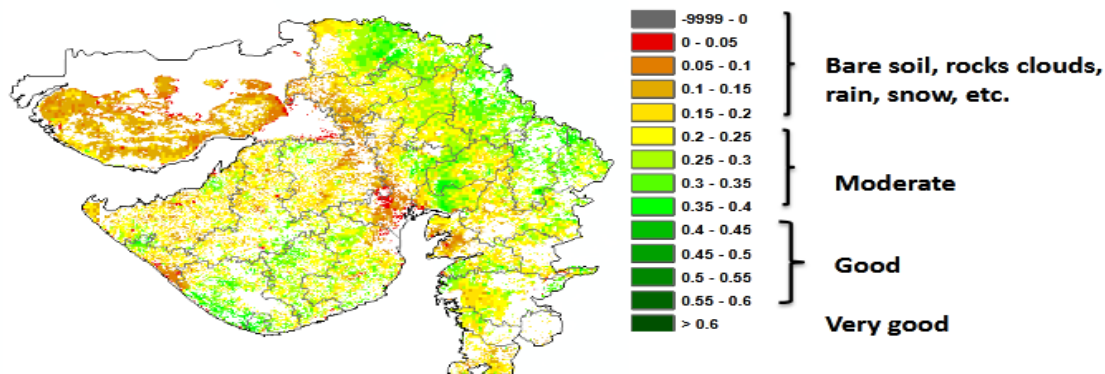 -9999 - 0
0 - 0.05
0.05 - 0.1
0.1 - 0.15
0.15 - 0.2
0.2 - 0.25
0.25 - 0.3
0.3 - 0.35
0.35 - 0.4
0.4 - 0.45
0.45 - 0.5
0.5 - 0.55
0.55 - 0.6
> 0.6
Bare soil, rocks clouds,
rain, snow, etc.
Moderate
Good
Very good